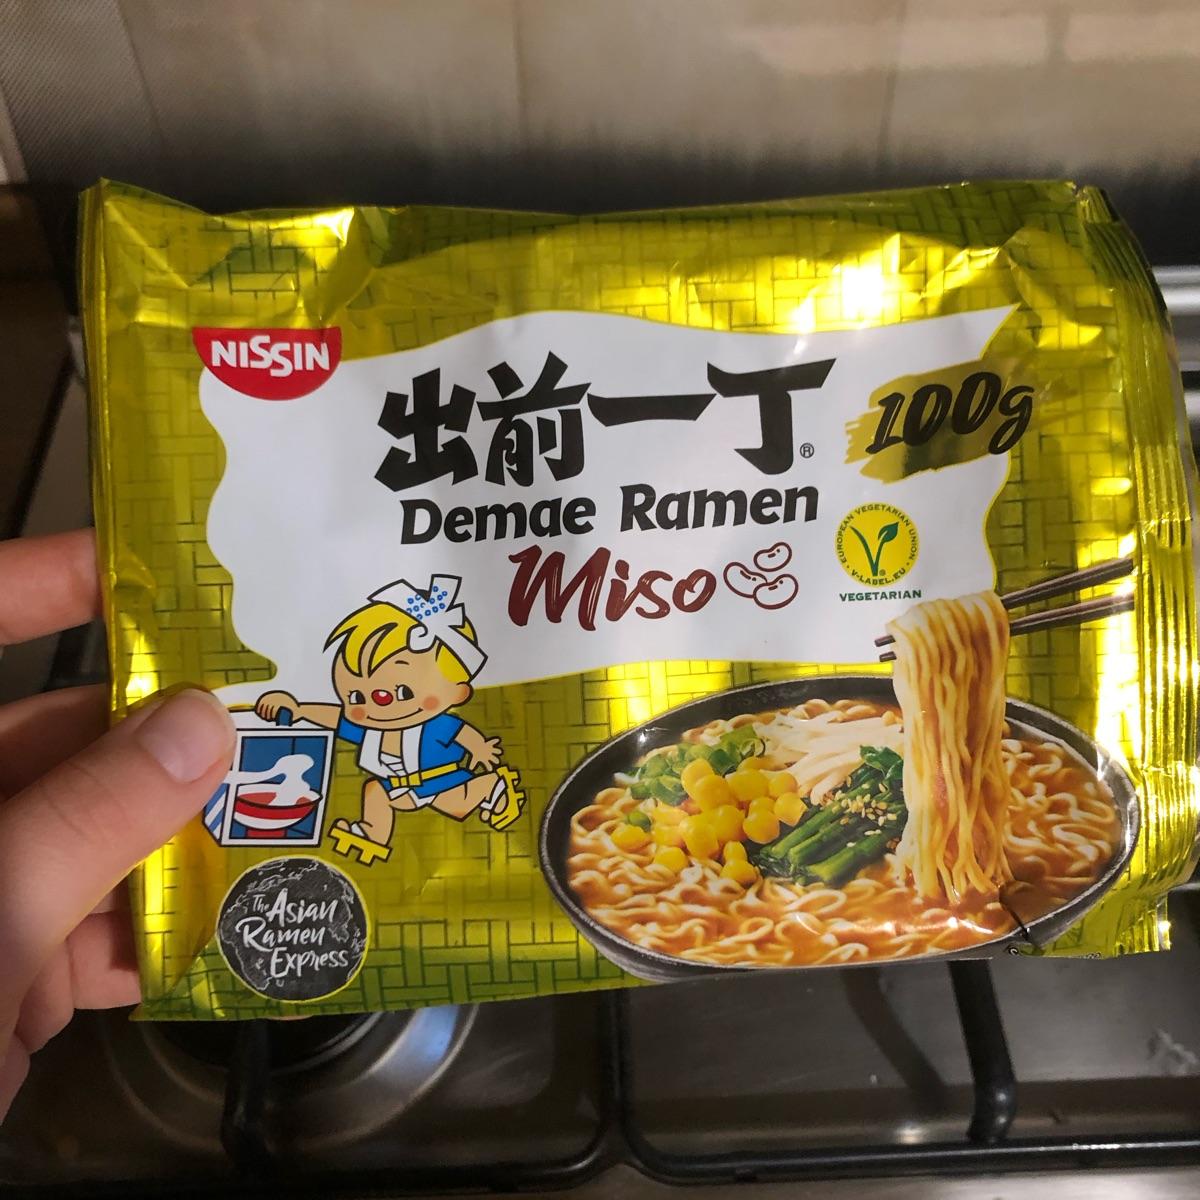 NISSIN
出前一丁®
100g
Demae Ramen
Miso
EUROPEAN VEGETARIAN UNION
V-LABEL.EU
VEGETARIAN
The Asian
Ramen
Express